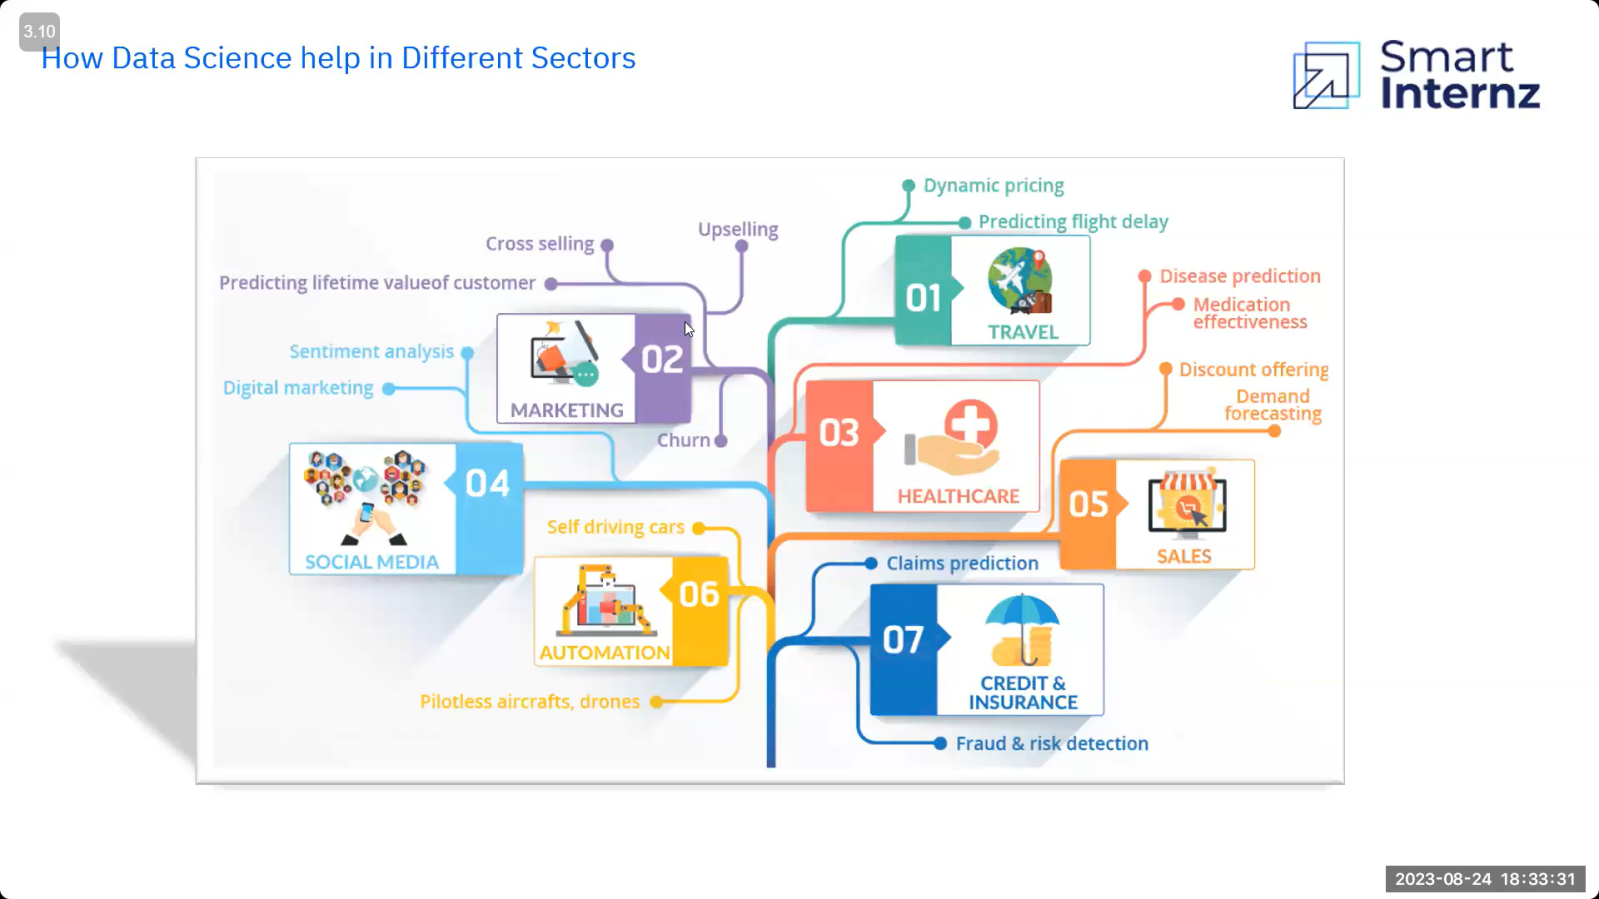 3.10
How Data Science help in Different Sectors
Smart
Internz
Dynamic pricing
Predicting flight delay
01
TRAVEL
Upselling
Cross selling
Predicting lifetime valueof customer
02
MARKETING
Churn
Disease prediction
Medication
effectiveness
03
HEALTHCARE
Sentiment analysis
Digital marketing
04
SOCIAL MEDIA
Discount offering
Demand
forecasting
05
SALES
Self driving cars
06
AUTOMATION
Pilotless aircrafts, drones
Claims prediction
07
CREDIT &
INSURANCE
Fraud & risk detection
2023-08-24 18:33:31